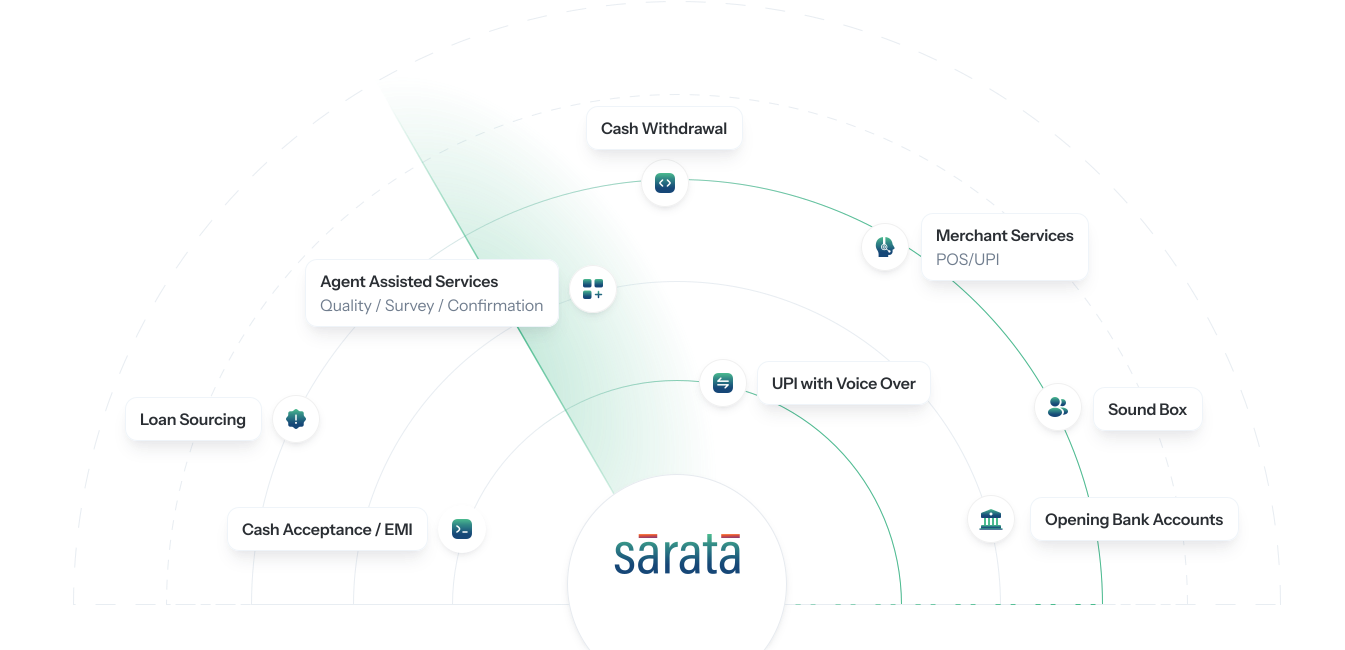 Cash Withdrawal
Merchant Services
POS/UPI
Agent Assisted Services
Quality / Survey / Confirmation
UPI with Voice Over
Loan Sourcing
Sound Box
Cash Acceptance / EMI
Opening Bank Accounts
sāratā